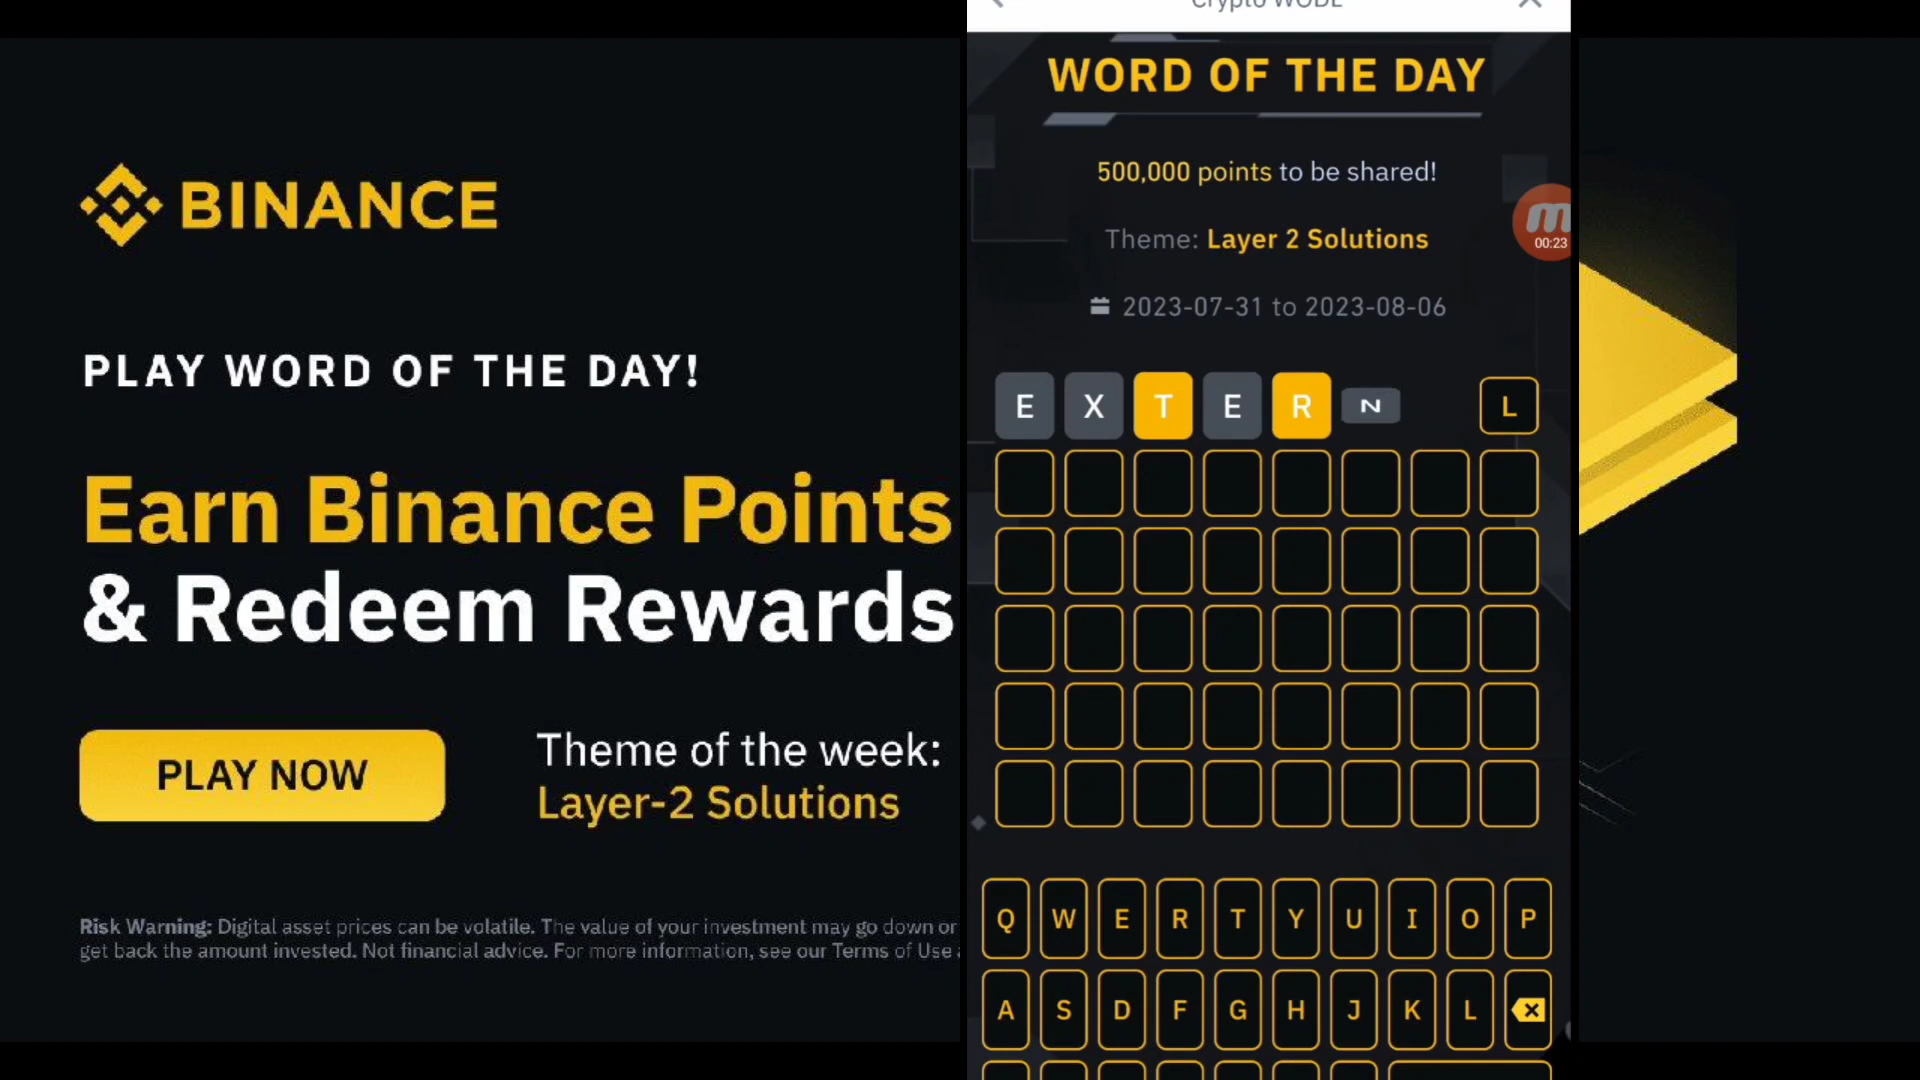 BINANCE
PLAY WORD OF THE DAY!
Earn Binance Points
& Redeem Rewards
PLAY NOW
Theme of the week:
Layer-2 Solutions
Risk Warning: Digital asset prices can be volatile. The value of your investment may go down or
get back the amount invested. Not financial advice. For more information, see our Terms of Use
Crypto WODL
WORD OF THE DAY
500,000 points to be shared!
Theme: Layer 2 Solutions
2023-07-31 to 2023-08-06
00:23
E X T E R N L
Q W E R T Y U I O P
A S D F G H J K L